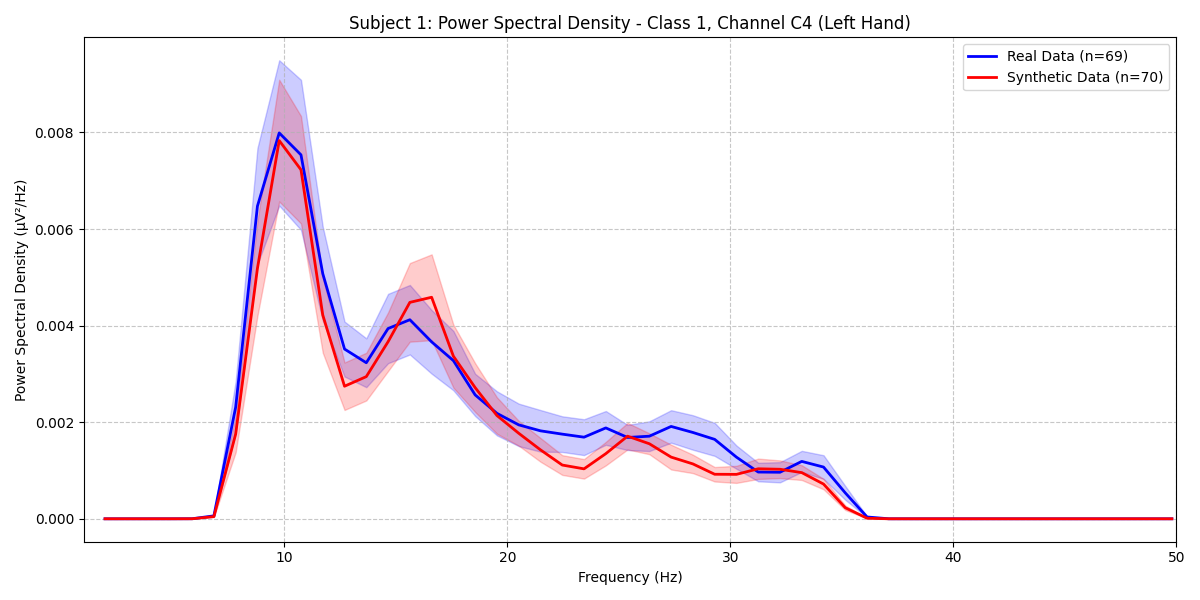 Subject 1: Power Spectral Density - Class 1, Channel C4 (Left Hand)
Real Data (n=69)
Synthetic Data (n=70)
Power Spectral Density (μV²/Hz)
0.008
0.006
0.004
0.002
0.000
10 20 30 40 50
Frequency (Hz)